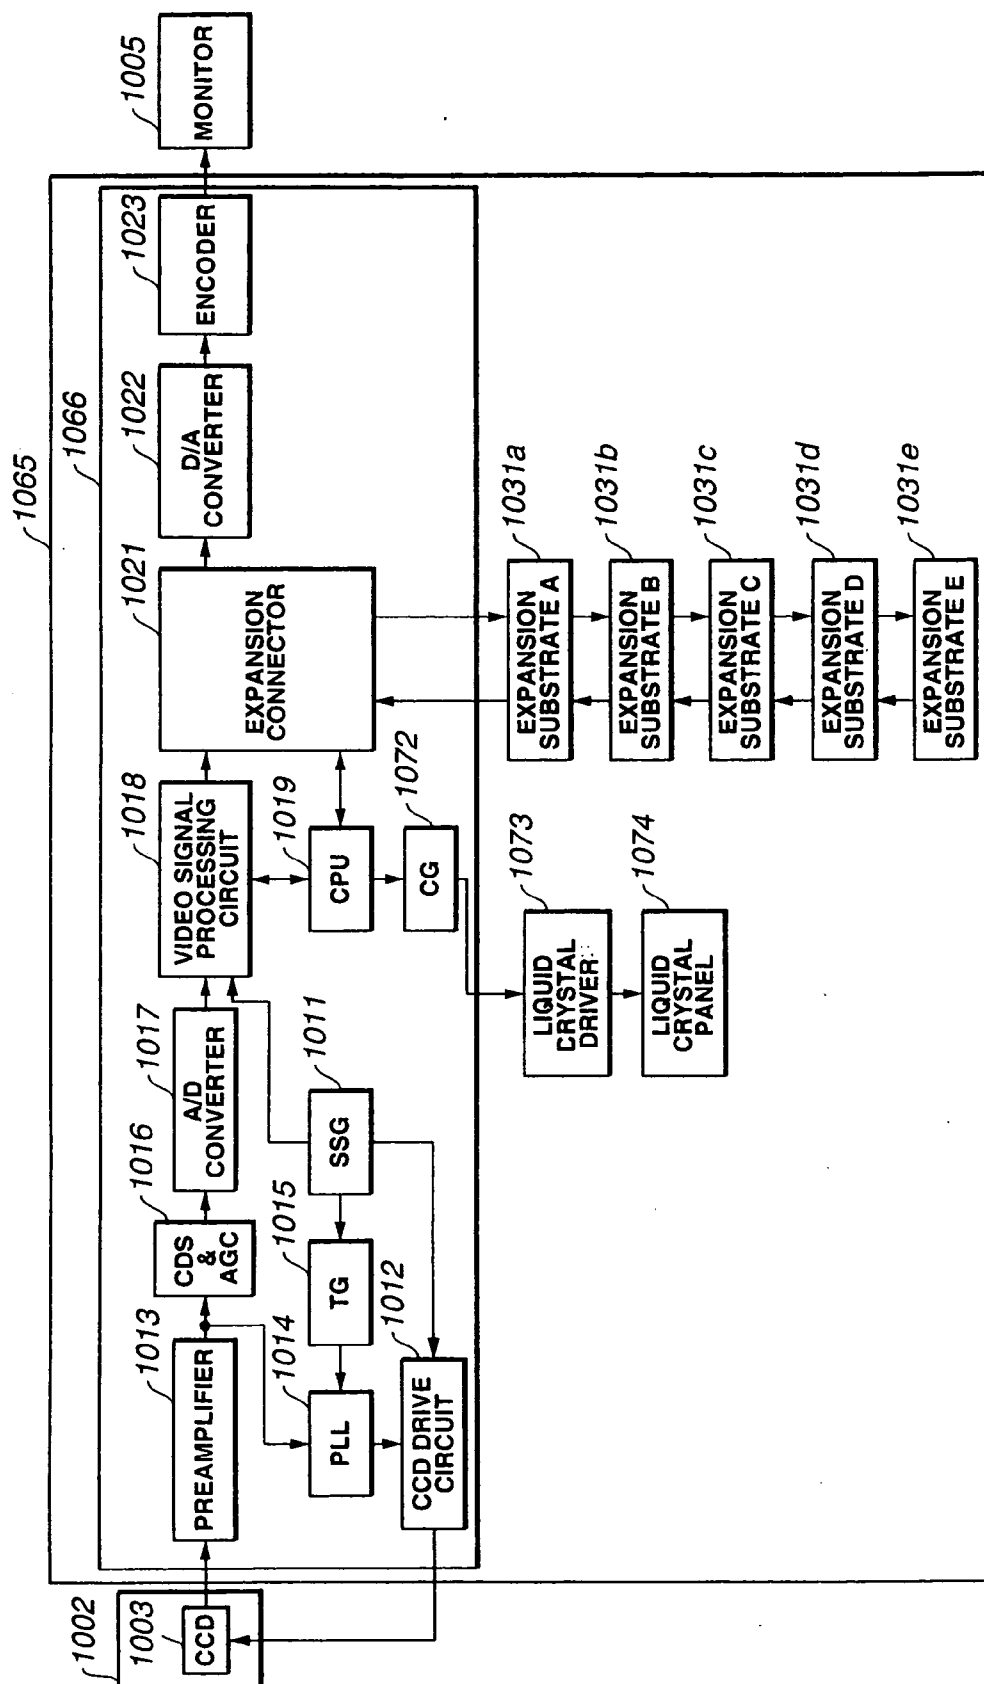 1065
1066
1002
1003
CCD
1013
PREAMPLIFIER
1016
CDS
&
AGC
1017
A/D
CONVERTER
1018
VIDEO SIGNAL
PROCESSING
CIRCUIT
1021
EXPANSION
CONNECTOR
1022
D/A
CONVERTER
1023
ENCODER
1005
MONITOR
1014
PLL
1015
TG
1011
SSG
1019
CPU
1072
CG
1012
CCD DRIVE
CIRCUIT
1073
LIQUID
CRYSTAL
DRIVER
1074
LIQUID
CRYSTAL
PANEL
1031a
EXPANSION
SUBSTRATE A
1031b
EXPANSION
SUBSTRATE B
1031c
EXPANSION
SUBSTRATE C
1031d
EXPANSION
SUBSTRATE D
1031e
EXPANSION
SUBSTRATE E